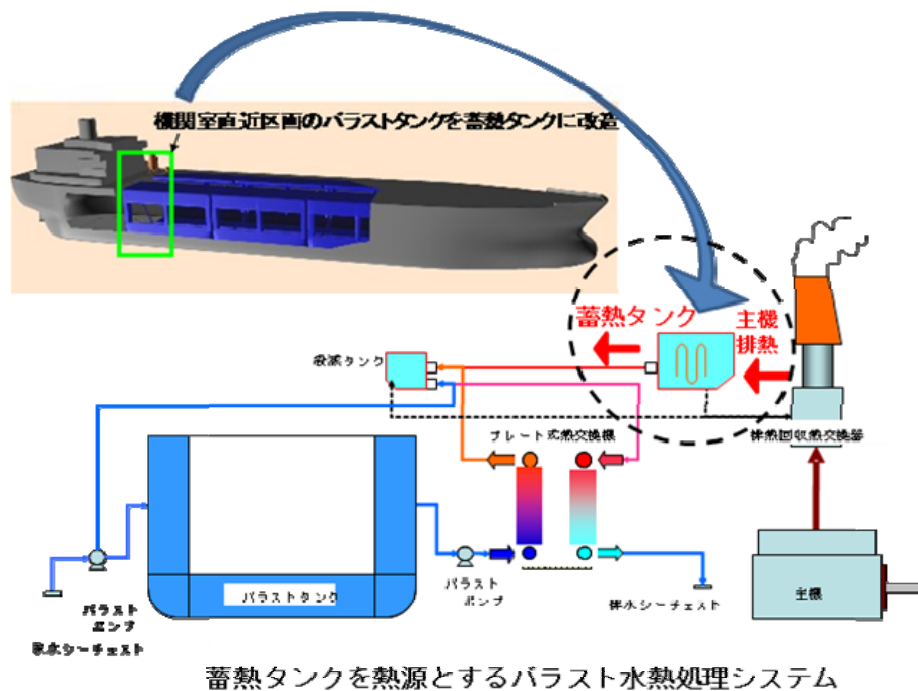 機関室直近区画のバラストタンクを蓄熱タンクに改造
蓄熱タンク
主機
排熱
殺滅タンク
プレート式熱交換機
排熱回収熱交換器
バラストタンク
バラスト
ポンプ
排水シーチェスト
主機
バラスト
ポンプ
取水シーチェスト
蓄熱タンクを熱源とするバラスト水熱処理システム